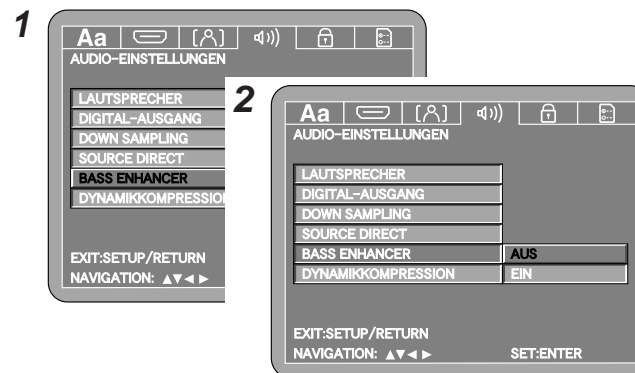 1
Aa
AUDIO-EINSTELLUNGEN
LAUTSPRECHER
DIGITAL-AUSGANG
DOWN SAMPLING
SOURCE DIRECT
BASS ENHANCER
DYNAMIKKOMPRESSIO
EXIT:SETUP/RETURN
NAVIGATION: ▲▼◄►
2
Aa
AUDIO-EINSTELLUNGEN
LAUTSPRECHER
DIGITAL-AUSGANG
DOWN SAMPLING
SOURCE DIRECT
BASS ENHANCER AUS
DYNAMIKKOMPRESSION EIN
EXIT:SETUP/RETURN
NAVIGATION: ▲▼◄► SET:ENTER